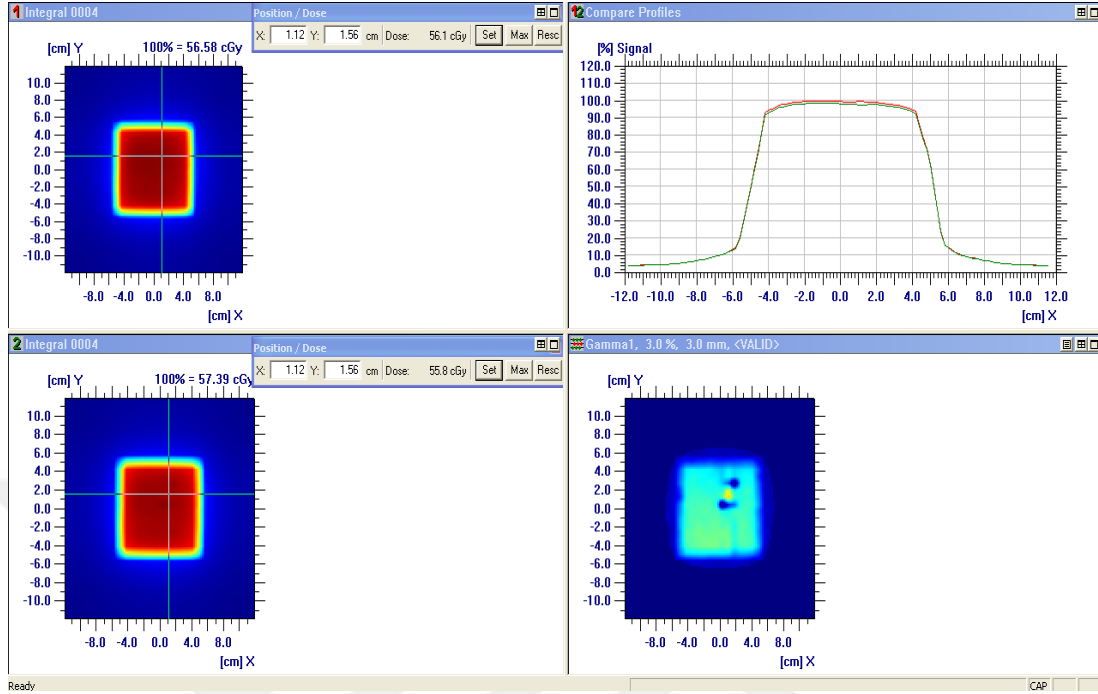 1 Integral 0004
Position / Dose
X: 1.12 Y: 1.56 cm Dose: 56.1 cGy Set Max Resc
[cm] Y 100% = 56.58 cGy
10.0
8.0
6.0
4.0
2.0
0.0
-2.0
-4.0
-6.0
-8.0
-10.0
-8.0 -4.0 0.0 4.0 8.0
[cm] X
12 Compare Profiles
[%] Signal
120.0
110.0
100.0
90.0
80.0
70.0
60.0
50.0
40.0
30.0
20.0
10.0
0.0
-12.0 -10.0 -8.0 -6.0 -4.0 -2.0 0.0 2.0 4.0 6.0 8.0 10.0 12.0
[cm] X
2 Integral 0004
Position / Dose
X: 1.12 Y: 1.56 cm Dose: 55.8 cGy Set Max Resc
[cm] Y 100% = 57.39 cGy
10.0
8.0
6.0
4.0
2.0
0.0
-2.0
-4.0
-6.0
-8.0
-10.0
-8.0 -4.0 0.0 4.0 8.0
[cm] X
Gamma1, 3.0 %, 3.0 mm, <VALID>
[cm] Y
10.0
8.0
6.0
4.0
2.0
0.0
-2.0
-4.0
-6.0
-8.0
-10.0
-8.0 -4.0 0.0 4.0 8.0
[cm] X
Ready
CAP